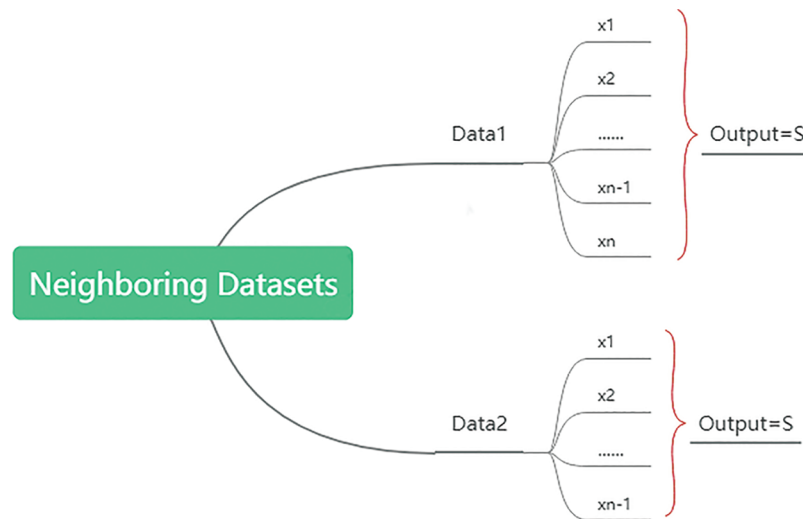 Neighboring Datasets
Data1
x1
x2
......
xn-1
xn
Output=S
Data2
x1
x2
......
xn-1
Output=S